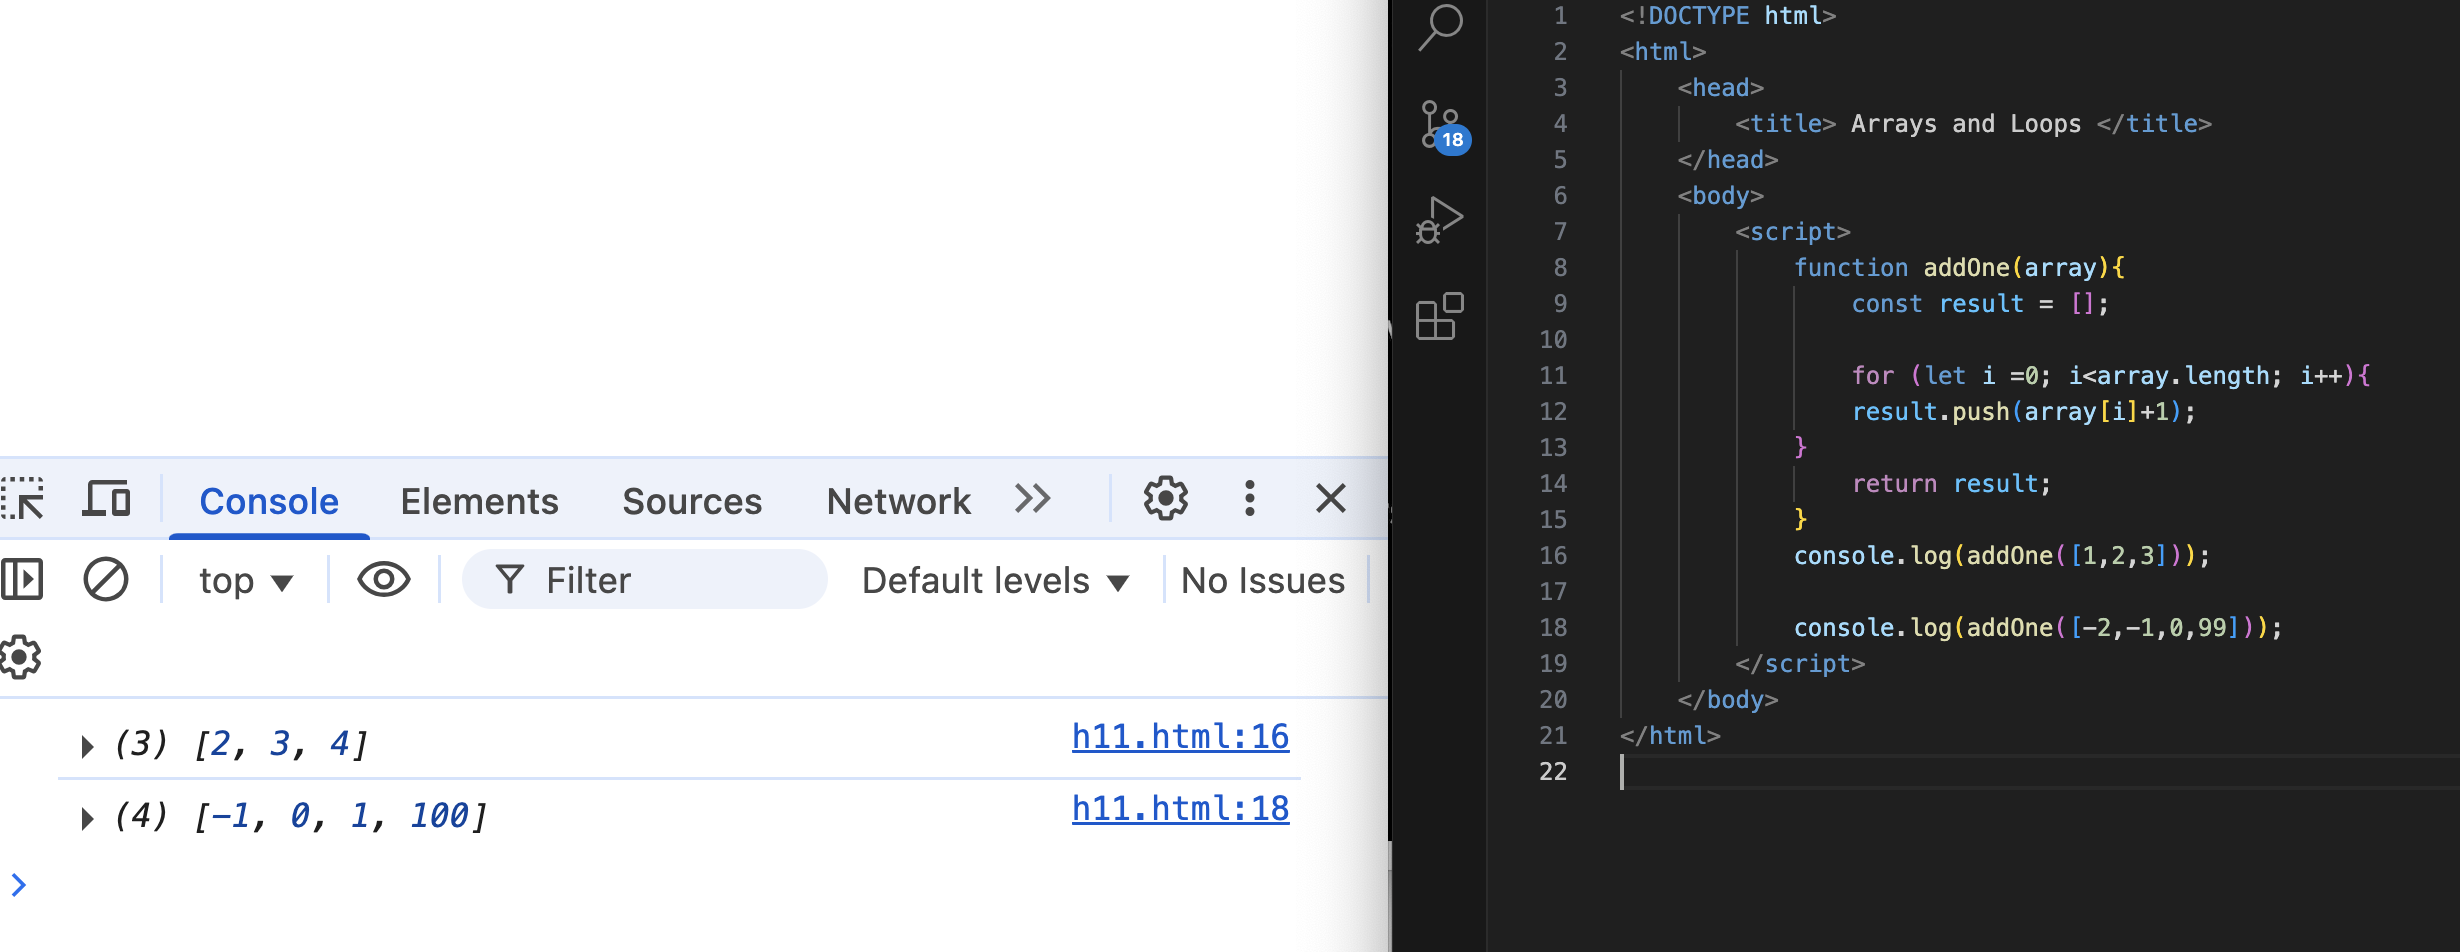 Console Elements Sources Network
top Filter Default levels No Issues
(3) [2, 3, 4] h11.html:16
(4) [-1, 0, 1, 100] h11.html:18
18
1 <!DOCTYPE html>
2 <html>
3 <head>
4 <title> Arrays and Loops </title>
5 </head>
6 <body>
7 <script>
8 function addOne(array){
9 const result = [];
10
11 for (let i =0; i<array.length; i++){
12 result.push(array[i]+1);
13 }
14 return result;
15 }
16 console.log(addOne([1,2,3]));
17
18 console.log(addOne([-2,-1,0,99]));
19 </script>
20 </body>
21 </html>
22